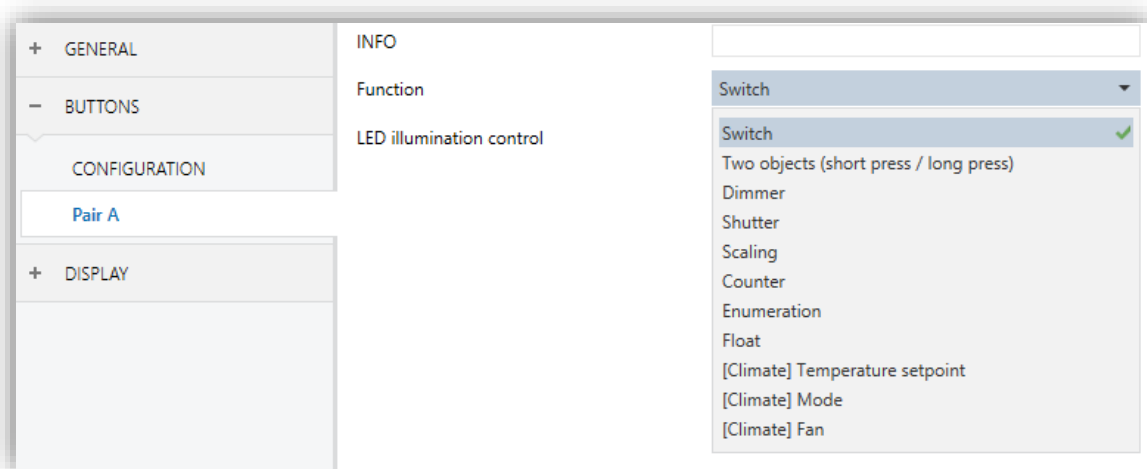 + GENERAL
− BUTTONS
CONFIGURATION
Pair A
+ DISPLAY
INFO
Function
Switch
LED illumination control
Switch
Two objects (short press / long press)
Dimmer
Shutter
Scaling
Counter
Enumeration
Float
[Climate] Temperature setpoint
[Climate] Mode
[Climate] Fan